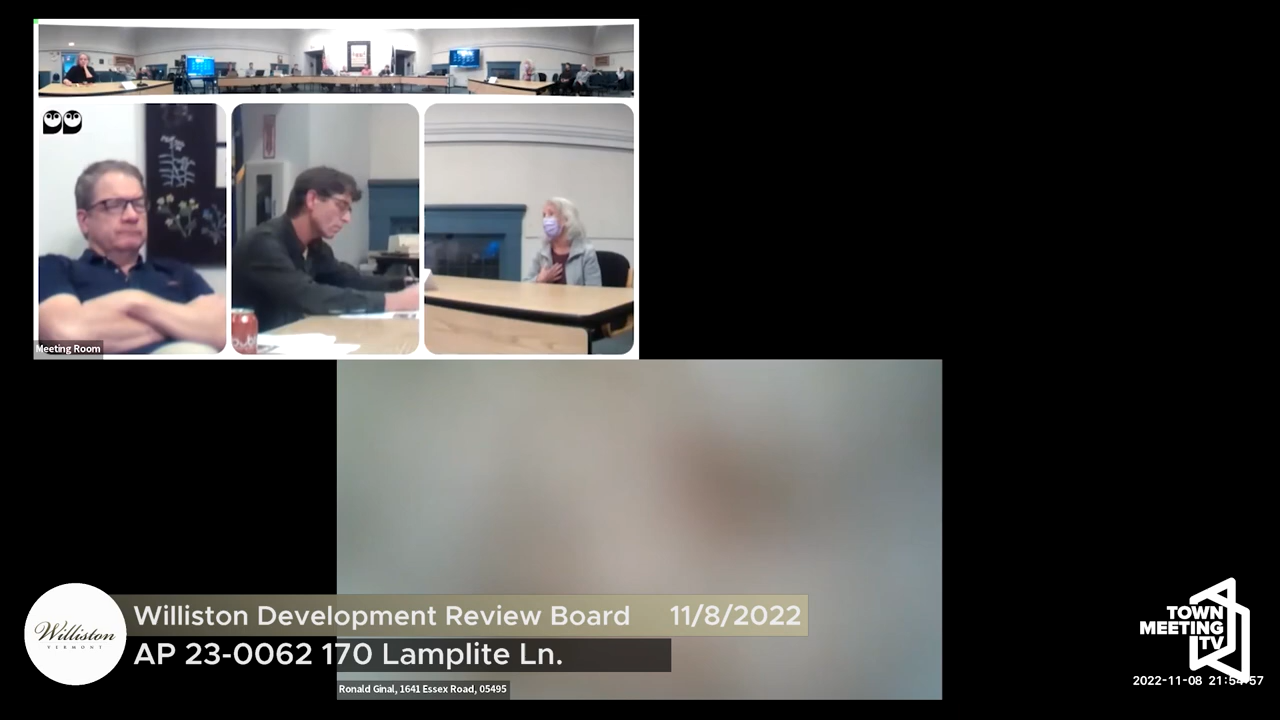 Meeting Room
Williston Development Review Board 11/8/2022
AP 23-0062 170 Lamplite Ln.
Williston
VERMONT
Ronald Ginal, 1641 Essex Road, 05495
TOWN
MEETING
TV
2022-11-08 21:54:57